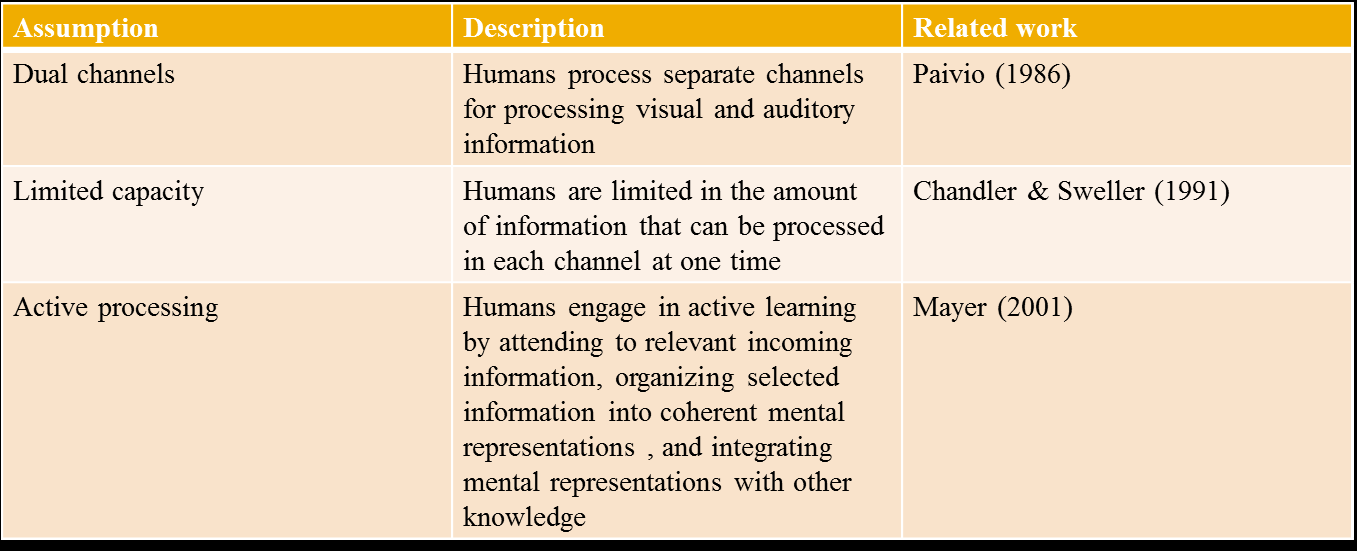 Assumption Description Related work
Dual channels Humans process separate channels Paivio (1986)
for processing visual and auditory
information
Limited capacity Humans are limited in the amount Chandler & Sweller (1991)
of information that can be processed
in each channel at one time
Active processing Humans engage in active learning Mayer (2001)
by attending to relevant incoming
information, organizing selected
information into coherent mental
representations , and integrating
mental representations with other
knowledge